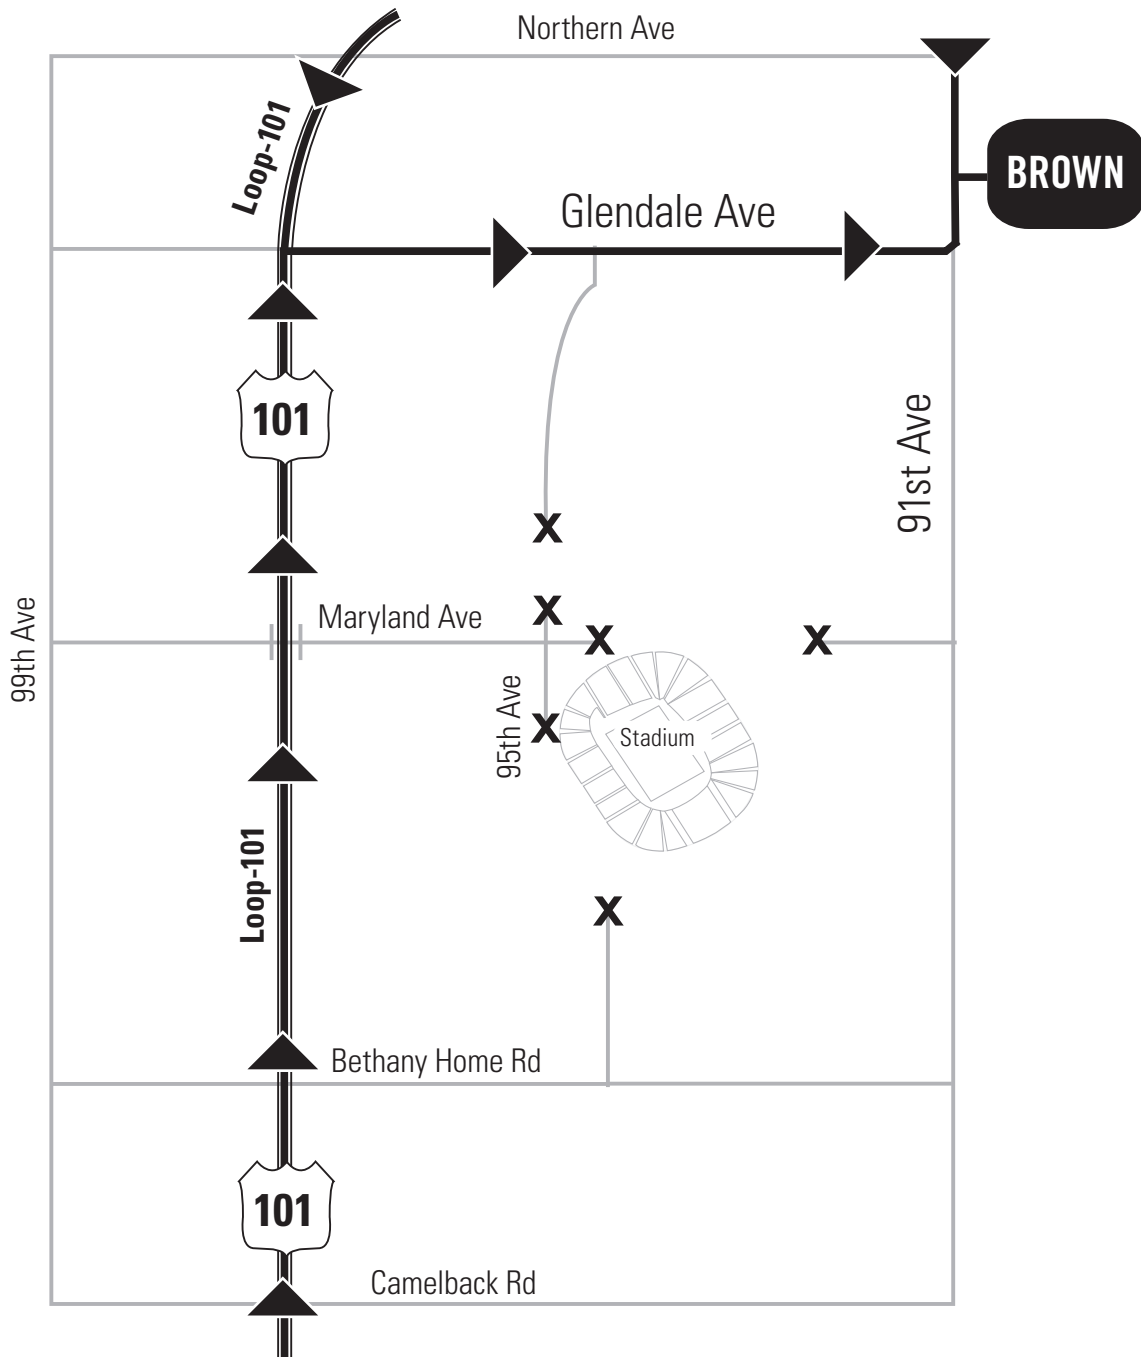 Northern Ave
Loop-101
BROWN
Glendale Ave
101
91st Ave
X
99th Ave
X
Maryland Ave
X
X
95th Ave
X
Stadium
Loop-101
X
Bethany Home Rd
101
Camelback Rd